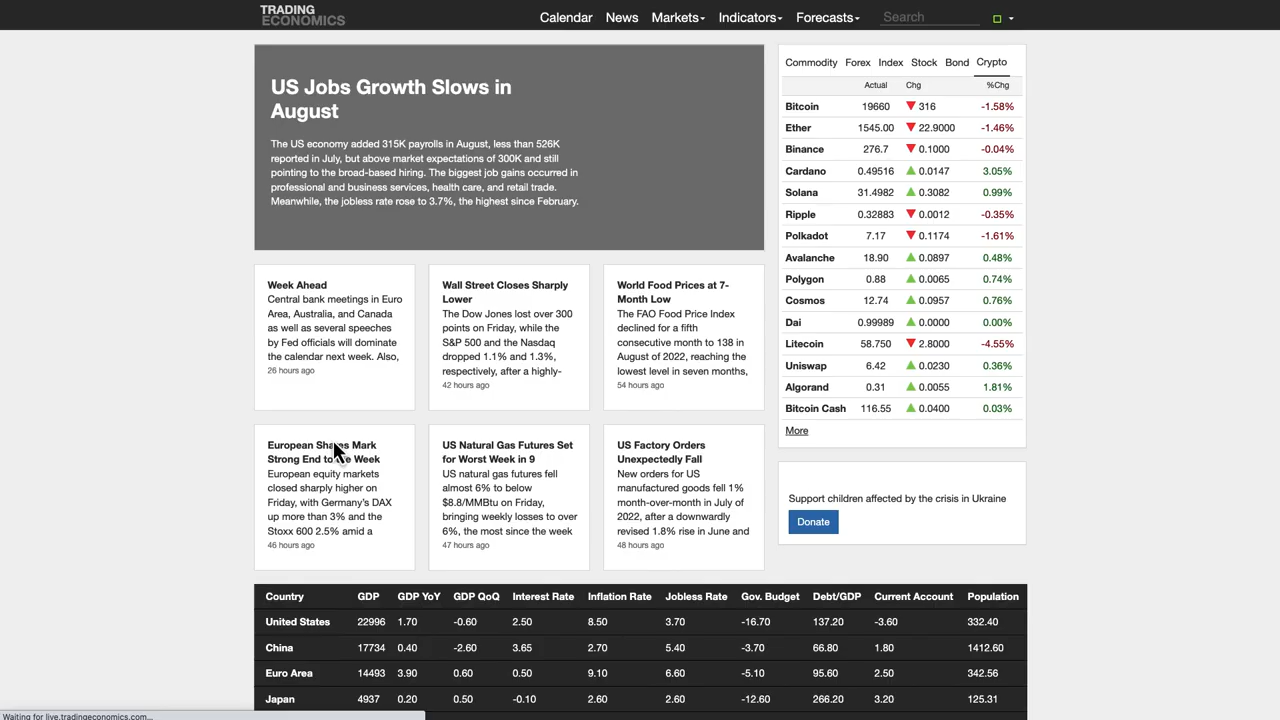 TRADING
ECONOMICS
Calendar News Markets Indicators Forecasts Search
US Jobs Growth Slows in
August
The US economy added 315K payrolls in August, less than 526K
reported in July, but above market expectations of 300K and still
pointing to the broad-based hiring. The biggest job gains occurred in
professional and business services, health care, and retail trade.
Meanwhile, the jobless rate rose to 3.7%, the highest since February.
Week Ahead
Central bank meetings in Euro
Area, Australia, and Canada
as well as several speeches
by Fed officials will dominate
the calendar next week. Also,
26 hours ago
Wall Street Closes Sharply
Lower
The Dow Jones lost over 300
points on Friday, while the
S&P 500 and the Nasdaq
dropped 1.1% and 1.3%,
respectively, after a highly-
42 hours ago
World Food Prices at 7-
Month Low
The FAO Food Price Index
declined for a fifth
consecutive month to 138 in
August of 2022, reaching the
lowest level in seven months,
54 hours ago
European Shares Mark
Strong End to the Week
European equity markets
closed sharply higher on
Friday, with Germany's DAX
up more than 3% and the
Stoxx 600 2.5% amid a
46 hours ago
US Natural Gas Futures Set
for Worst Week in 9
US natural gas futures fell
almost 6% to below
$8.8/MMBtu on Friday,
bringing weekly losses to over
6%, the most since the week
47 hours ago
US Factory Orders
Unexpectedly Fall
New orders for US
manufactured goods fell 1%
month-over-month in July of
2022, after a downwardly
revised 1.8% rise in June and
48 hours ago
Commodity Forex Index Stock Bond Crypto
Actual Chg %Chg
Bitcoin 19660 316 -1.58%
Ether 1545.00 22.9000 -1.46%
Binance 276.7 0.1000 -0.04%
Cardano 0.49516 0.0147 3.05%
Solana 31.4982 0.3082 0.99%
Ripple 0.32883 0.0012 -0.35%
Polkadot 7.17 0.1174 -1.61%
Avalanche 18.90 0.0897 0.48%
Polygon 0.88 0.0065 0.74%
Cosmos 12.74 0.0957 0.76%
Dai 0.99989 0.0000 0.00%
Litecoin 58.750 2.8000 -4.55%
Uniswap 6.42 0.0230 0.36%
Algorand 0.31 0.0055 1.81%
Bitcoin Cash 116.55 0.0400 0.03%
More
Support children affected by the crisis in Ukraine
Donate
Country GDP GDP YoY GDP QoQ Interest Rate Inflation Rate Jobless Rate Gov. Budget Debt/GDP Current Account Population
United States 22996 1.70 -0.60 2.50 8.50 3.70 -16.70 137.20 -3.60 332.40
China 17734 0.40 -2.60 3.65 2.70 5.40 -3.70 66.80 1.80 1412.60
Euro Area 14493 3.90 0.60 0.50 9.10 6.60 -5.10 95.60 2.50 342.56
Japan 4937 0.20 0.50 -0.10 2.60 2.60 -12.60 266.20 3.20 125.31
Waiting for live.tradingeconomics.com...